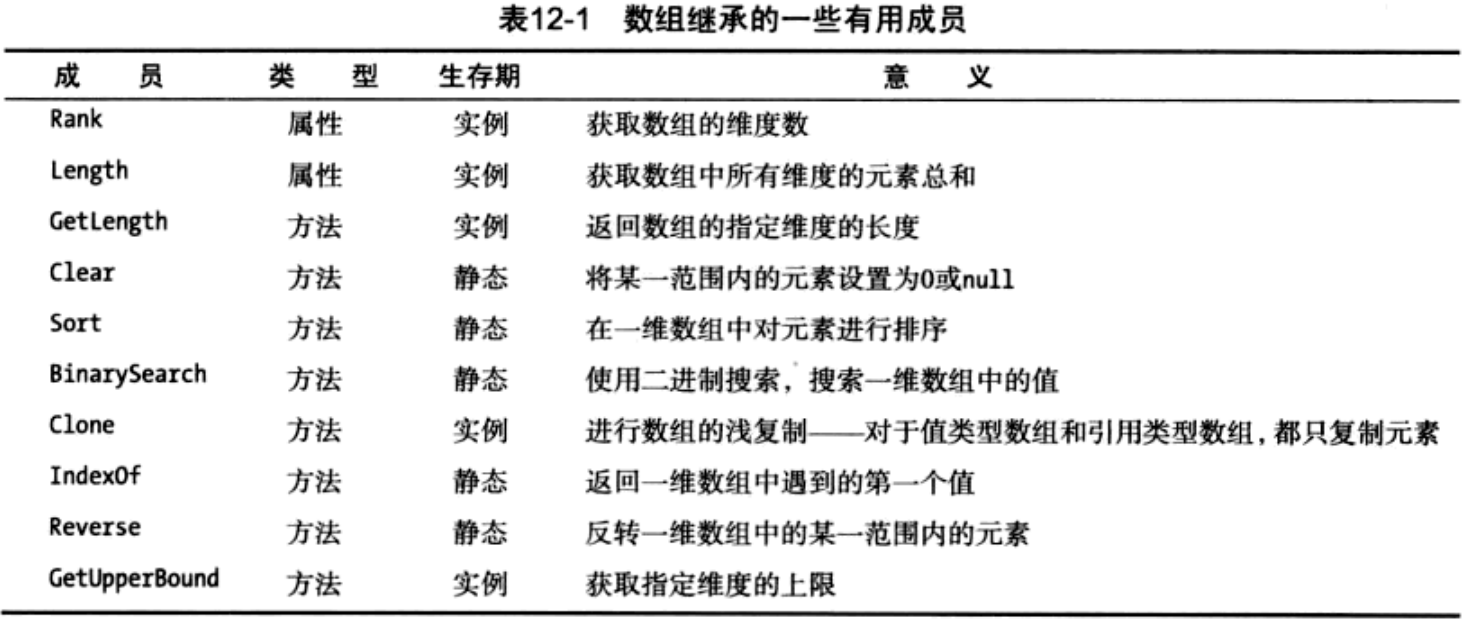 表12-1 数组继承的一些有用成员
成 员 类 型 生存期 意 义
Rank 属性 实例 获取数组的维度数
Length 属性 实例 获取数组中所有维度的元素总和
GetLength 方法 实例 返回数组的指定维度的长度
Clear 方法 静态 将某一范围内的元素设置为0或null
Sort 方法 静态 在一维数组中对元素进行排序
BinarySearch 方法 静态 使用二进制搜索，搜索一维数组中的值
Clone 方法 实例 进行数组的浅复制——对于值类型数组和引用类型数组，都只复制元素
IndexOf 方法 静态 返回一维数组中遇到的第一个值
Reverse 方法 静态 反转一维数组中的某一范围内的元素
GetUpperBound 方法 实例 获取指定维度的上限